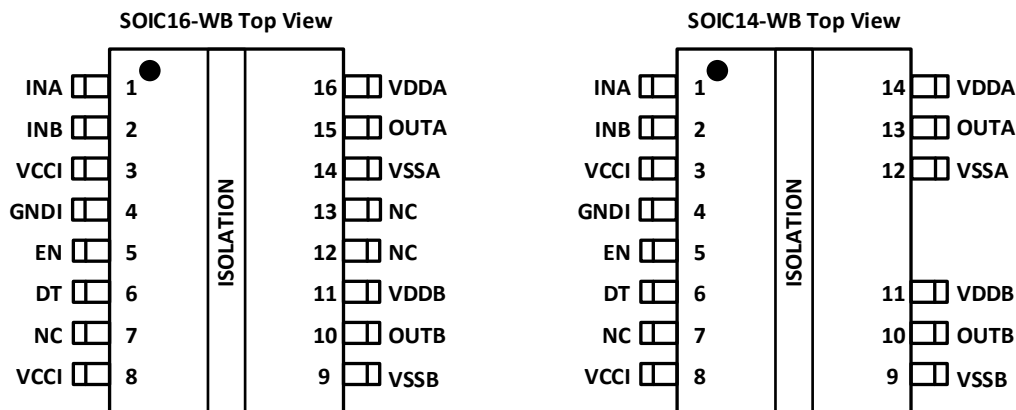 SOIC16-WB Top View
INA 1 16 VDDA
INB 2 15 OUTA
VCCI 3 14 VSSA
GNDI 4 13 NC
EN 5 12 NC
DT 6 11 VDDB
NC 7 10 OUTB
VCCI 8 9 VSSB
ISOLATION
SOIC14-WB Top View
INA 1 14 VDDA
INB 2 13 OUTA
VCCI 3 12 VSSA
GNDI 4
EN 5
DT 6 11 VDDB
NC 7 10 OUTB
VCCI 8 9 VSSB
ISOLATION